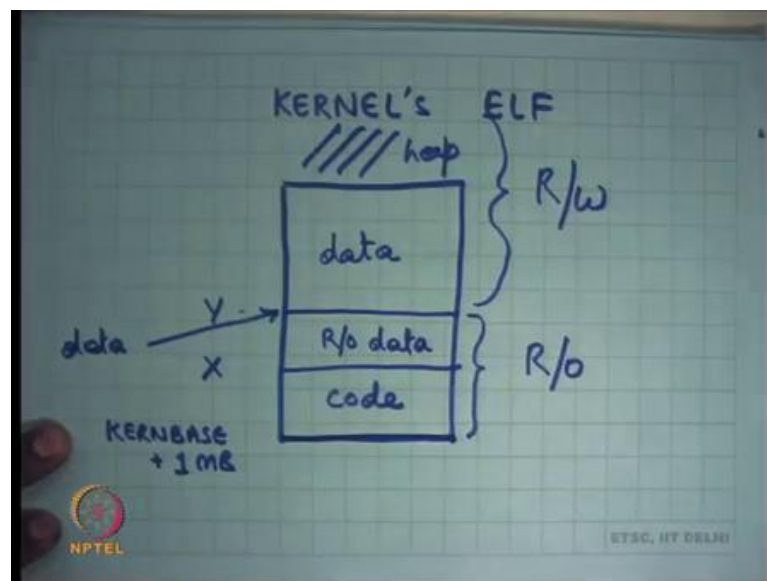 KERNEL's ELF
heap
R/W
data
Y
data
R/o data
X
R/o
code
KERNBASE
+ 1 MB
NPTEL
ETSC, IIT DELHI